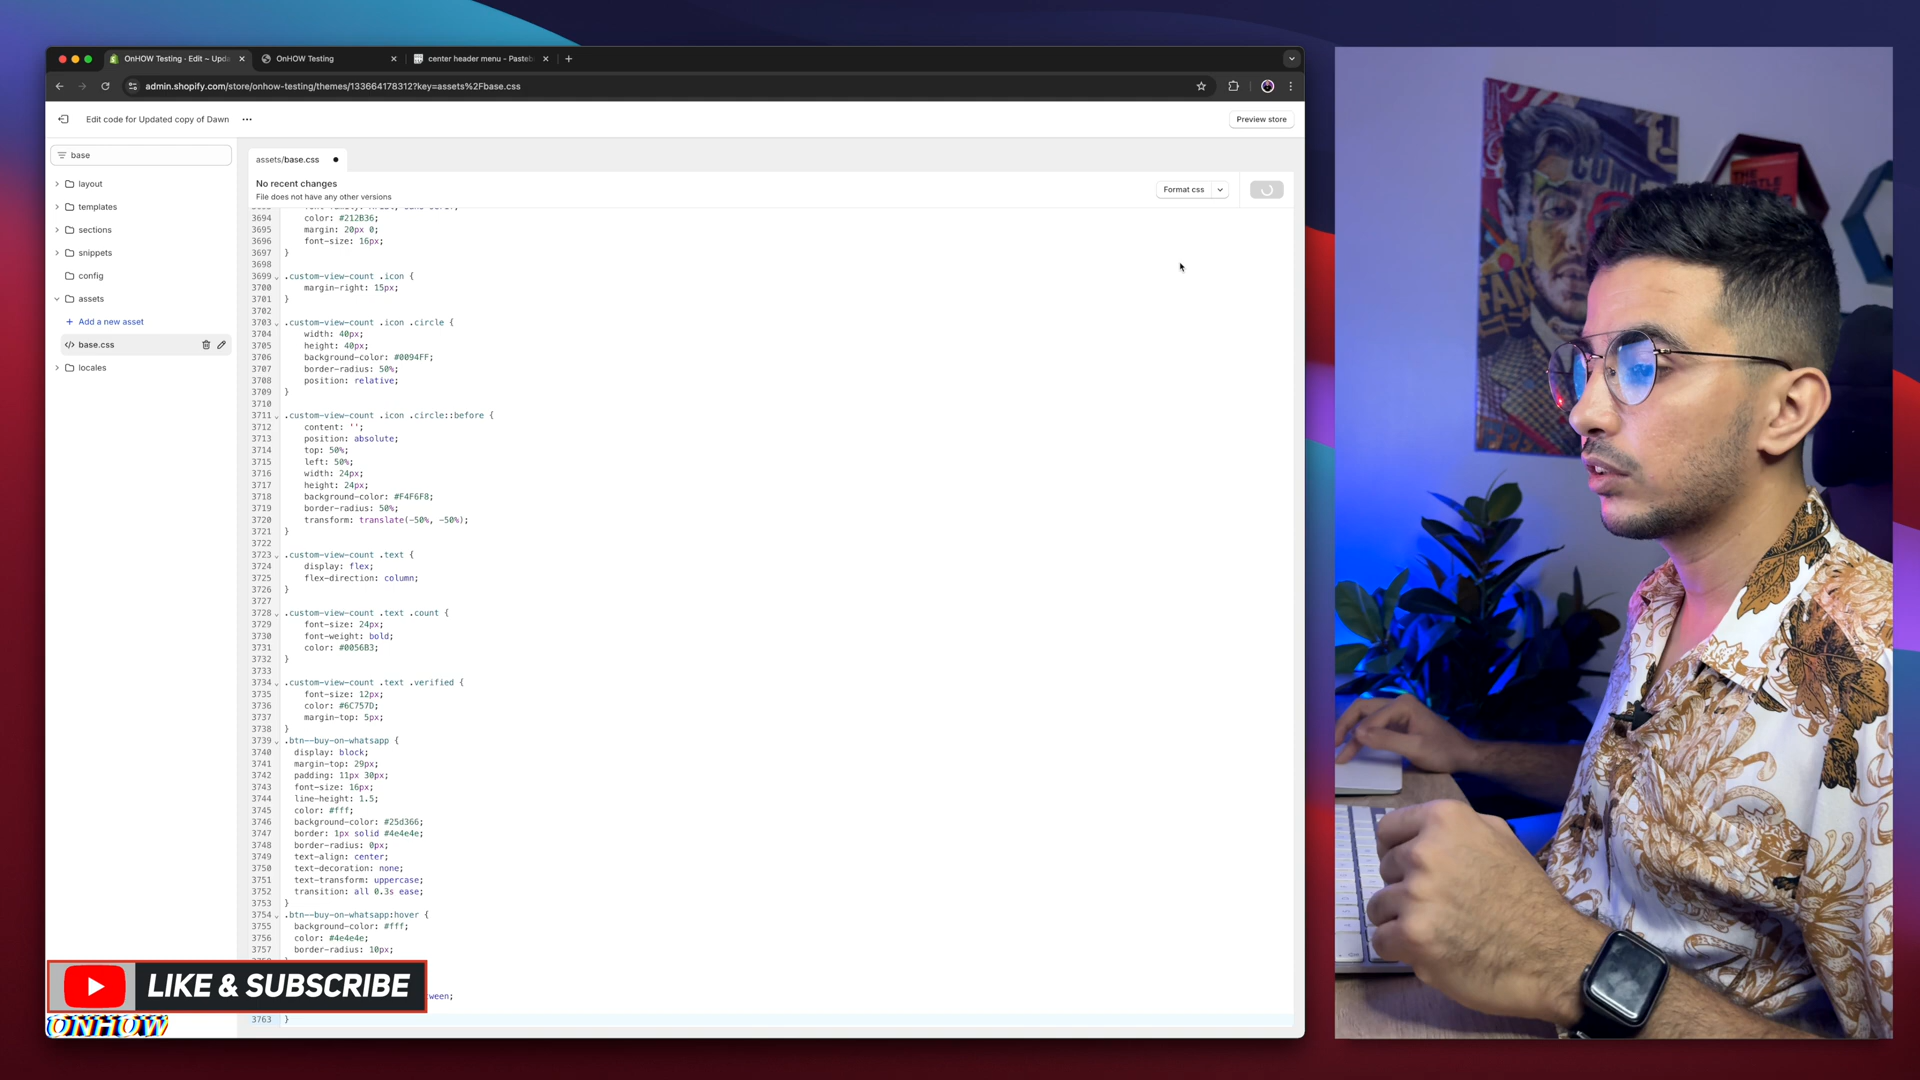 OnHOW Testing - Edit ~ Upda
OnHOW Testing
center header menu - Pasteb
admin.shopify.com/store/onhow-testing/themes/133664178312?key=assets%2Fbase.css
Edit code for Updated copy of Dawn
Preview store
base
layout
templates
sections
snippets
config
assets
Add a new asset
base.css
locales
assets/base.css
No recent changes
File does not have any other versions
Format css
3694 color: #212B36;
3695 margin: 20px 0;
3696 font-size: 16px;
3697 }
3698
3699 .custom-view-count .icon {
3700 margin-right: 15px;
3701 }
3702
3703 .custom-view-count .icon .circle {
3704 width: 40px;
3705 height: 40px;
3706 background-color: #0094FF;
3707 border-radius: 50%;
3708 position: relative;
3709 }
3710
3711 .custom-view-count .icon .circle::before {
3712 content: '';
3713 position: absolute;
3714 top: 50%;
3715 left: 50%;
3716 width: 24px;
3717 height: 24px;
3718 background-color: #F4F6F8;
3719 border-radius: 50%;
3720 transform: translate(-50%, -50%);
3721 }
3722
3723 .custom-view-count .text {
3724 display: flex;
3725 flex-direction: column;
3726 }
3727
3728 .custom-view-count .text .count {
3729 font-size: 24px;
3730 font-weight: bold;
3731 color: #0056B3;
3732 }
3733
3734 .custom-view-count .text .verified {
3735 font-size: 12px;
3736 color: #6C757D;
3737 margin-top: 5px;
3738 }
3739 .btn--buy-on-whatsapp {
3740 display: block;
3741 margin-top: 29px;
3742 padding: 11px 30px;
3743 font-size: 16px;
3744 line-height: 1.5;
3745 color: #fff;
3746 background-color: #25d366;
3747 border: 1px solid #4e4e4e;
3748 border-radius: 0px;
3749 text-align: center;
3750 text-decoration: none;
3751 text-transform: uppercase;
3752 transition: all 0.3s ease;
3753 }
3754 .btn--buy-on-whatsapp:hover {
3755 background-color: #fff;
3756 color: #4e4e4e;
3757 border-radius: 10px;
ween;
3763 }
LIKE & SUBSCRIBE
ONHOW